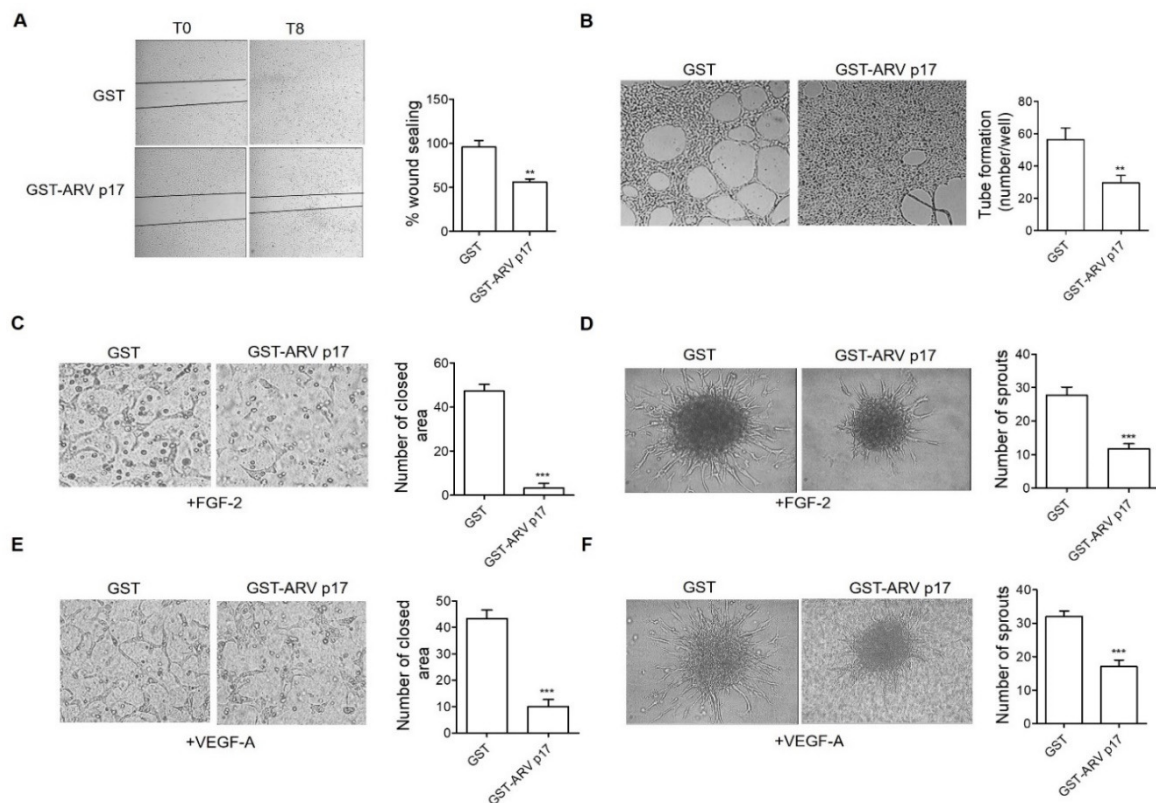 A
T0 T8
GST
GST-ARV p17
% wound sealing
150
100
50
0
**
GST
GST-ARV p17
B
GST GST-ARV p17
Tube formation
(number/well)
80
60
40
20
0
**
GST
GST-ARV p17
C
GST GST-ARV p17
+FGF-2
Number of closed
area
60
40
20
0
***
GST
GST-ARV p17
D
GST GST-ARV p17
+FGF-2
Number of sprouts
40
30
20
10
0
***
GST
GST-ARV p17
E
GST GST-ARV p17
+VEGF-A
Number of closed
area
50
40
30
20
10
0
***
GST
GST-ARV p17
F
GST GST-ARV p17
+VEGF-A
Number of sprouts
40
30
20
10
0
***
GST
GST-ARV p17